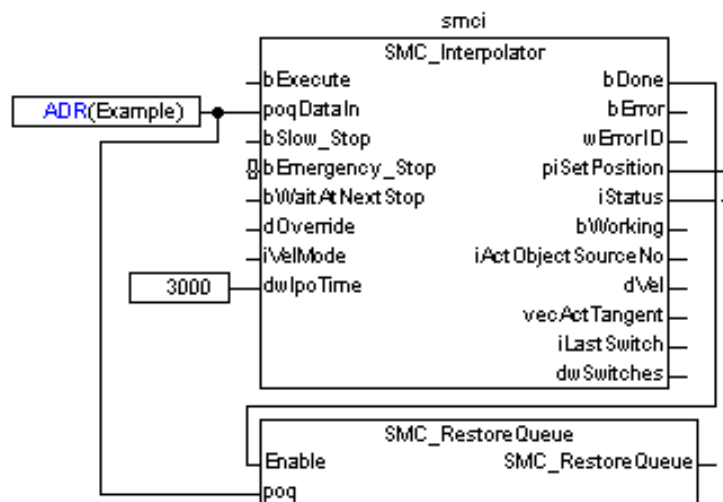 smci
SMC_Interpolator
bExecute bDone
ADR(Example) poqDataIn bError
bSlow_Stop wErrorID
bEmergency_Stop piSetPosition
bWaitAtNextStop iStatus
dOverride bWorking
iVelMode iActObjectSourceNo
3000 dwIpoTime dVel
vecActTangent
iLastSwitch
dwSwitches
SMC_RestoreQueue
Enable SMC_RestoreQueue
poq